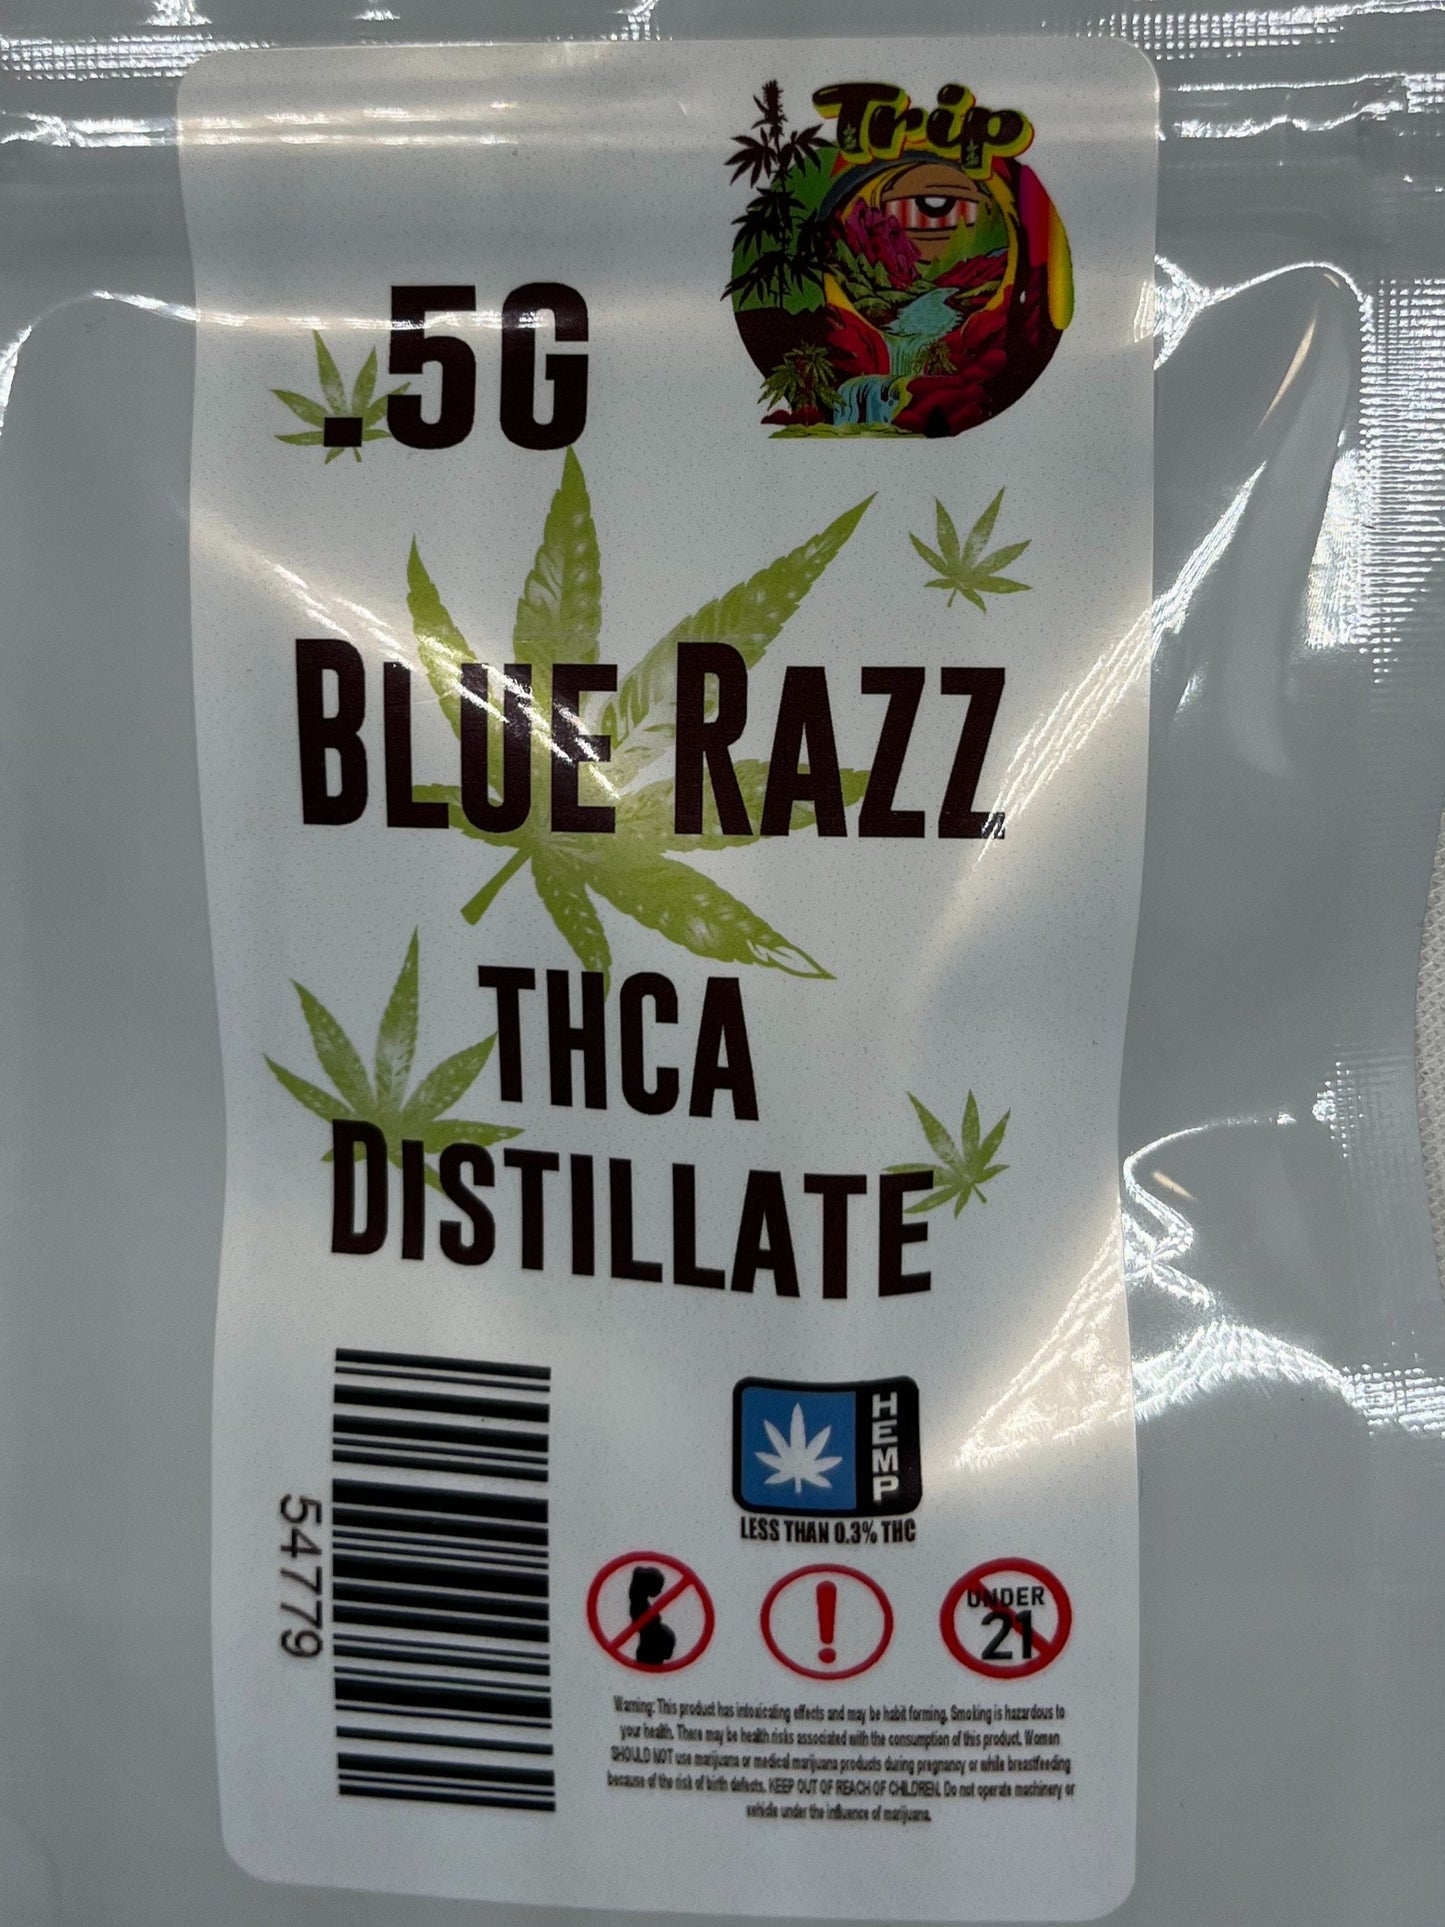 Trip
.5G
BLUE RAZZ
THCA
DISTILLATE
54779
HEMP
LESS THAN 0.3% THC
UNDER
21
Warning: This product has intoxicating effects and may be habit forming. Smoking is hazardous to
your health. There may be health risks associated with the consumption of this product. Women
SHOULD NOT use marijuana or medical marijuana products during pregnancy or while breastfeeding
because of the risk of birth defects. KEEP OUT OF REACH OF CHILDREN. Do not operate machinery or
vehicle under the influence of marijuana.